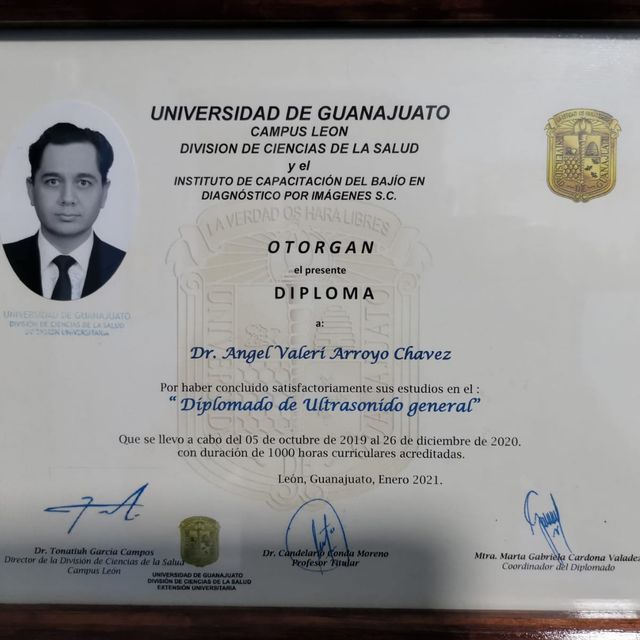 UNIVERSIDAD DE GUANAJUATO
CAMPUS LEON
DIVISION DE CIENCIAS DE LA SALUD
y el
INSTITUTO DE CAPACITACIÓN DEL BAJÍO EN
DIAGNÓSTICO POR IMÁGENES S.C.
LA VERDAD OS HARA LIBRES
OTORGAN
el presente
DIPLOMA
a:
UNIVERSIDAD DE GUANAJUATO
DIVISIÓN DE CIENCIAS DE LA SALUD
EXTENSIÓN UNIVERSITARIA
Dr. Angel Valeri Arroyo Chavez
Por haber concluido satisfactoriamente sus estudios en el :
“ Diplomado de Ultrasonido general”
Que se llevo a cabo del 05 de octubre de 2019 al 26 de diciembre de 2020.
con duración de 1000 horas curriculares acreditadas.
León, Guanajuato, Enero 2021.
Dr. Tonatiuh García Campos
Director de la División de Ciencias de la Salud
Campus León
UNIVERSIDAD DE GUANAJUATO
DIVISIÓN DE CIENCIAS DE LA SALUD
EXTENSIÓN UNIVERSITARIA
Dr. Candelario Conda Moreno
Profesor Titular
Mtra. Marta Gabriela Cardona Valadez
Coordinador del Diplomado